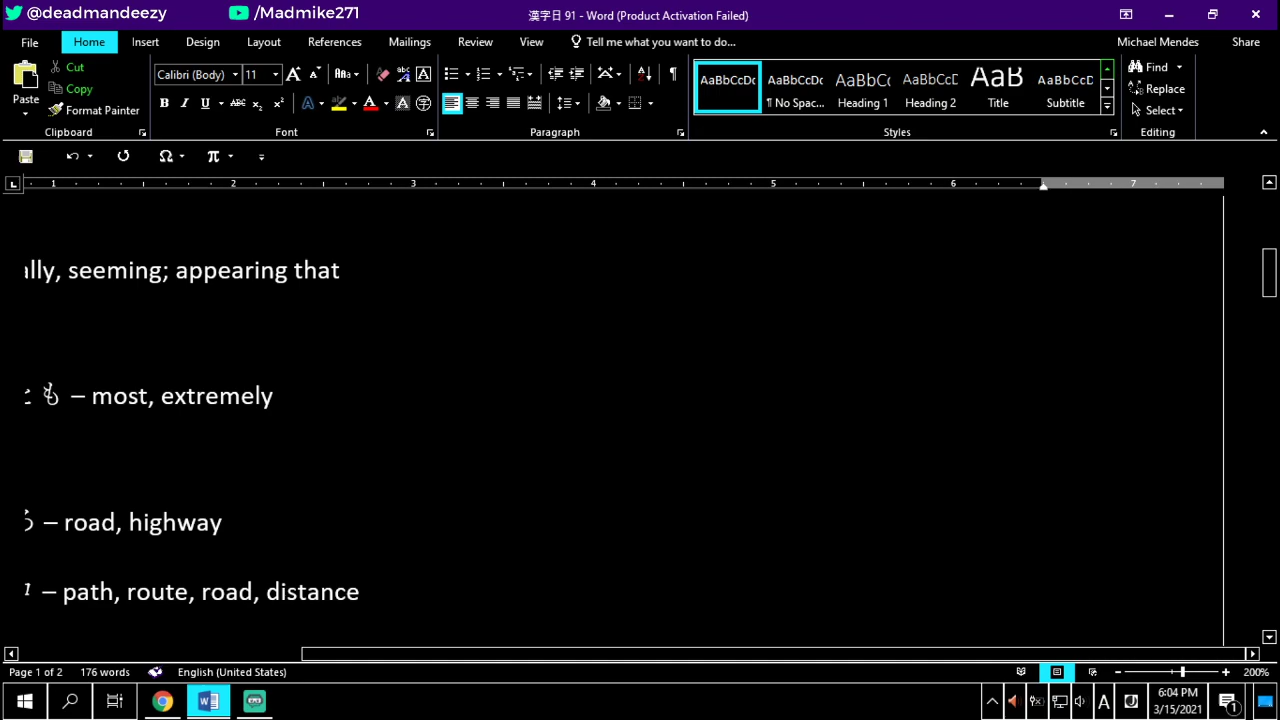 @deadmandeezy /Madmike271 漢字日 91 - Word (Product Activation Failed)
File Home Insert Design Layout References Mailings Review View Tell me what you want to do... Michael Mendes Share
Paste Cut Copy Format Painter
Calibri (Body) 11
AaBbCcDc AaBbCcDc AaBbCc AaBbCcD AaB AaBbCcD
¶ No Spac... Heading 1 Heading 2 Title Subtitle
Find Replace Select
Clipboard Font Paragraph Styles Editing
1 2 3 4 5 6 7
ally, seeming; appearing that
も – most, extremely
– road, highway
– path, route, road, distance
Page 1 of 2 176 words English (United States) 200%
6:04 PM
3/15/2021